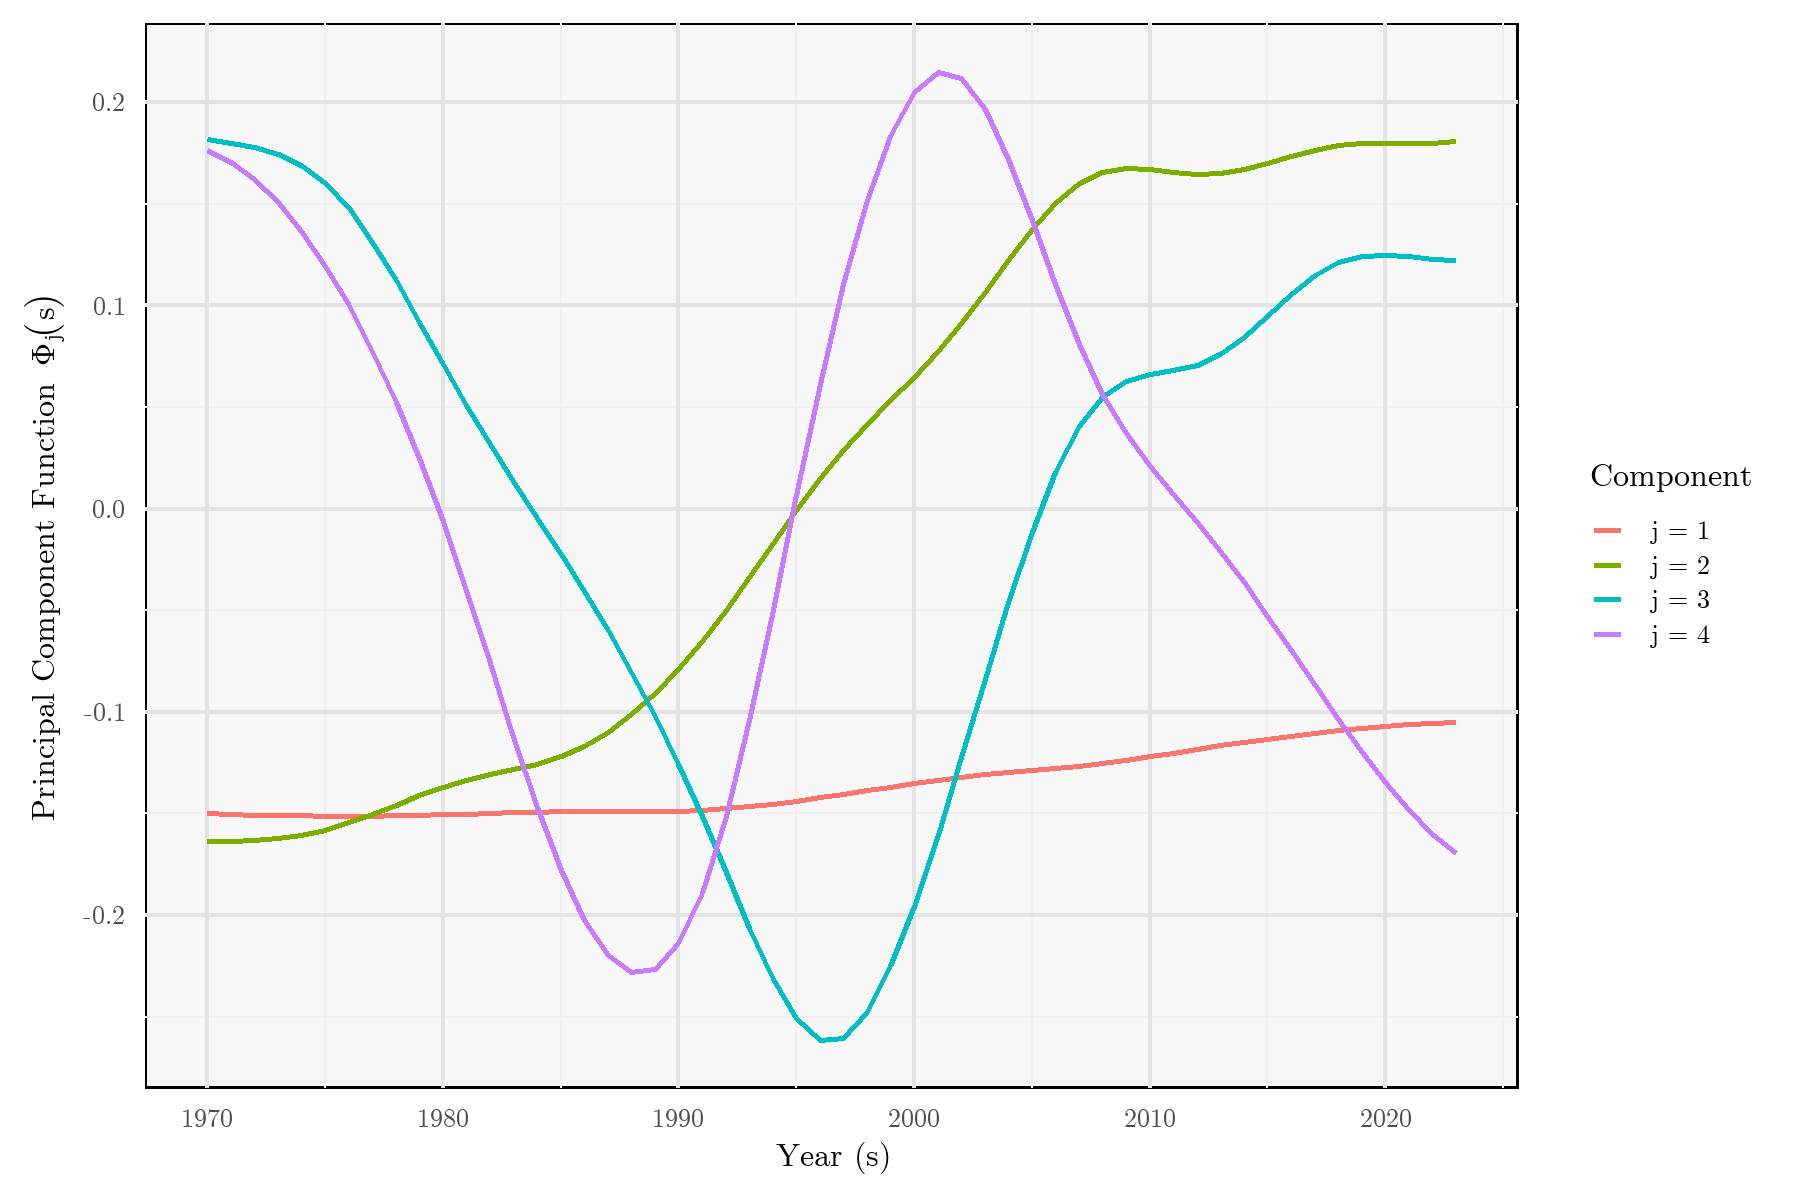 Principal Component Function Φj(s)
0.2
0.1
0.0
-0.1
-0.2
1970 1980 1990 2000 2010 2020
Year (s)
Component
j = 1
j = 2
j = 3
j = 4